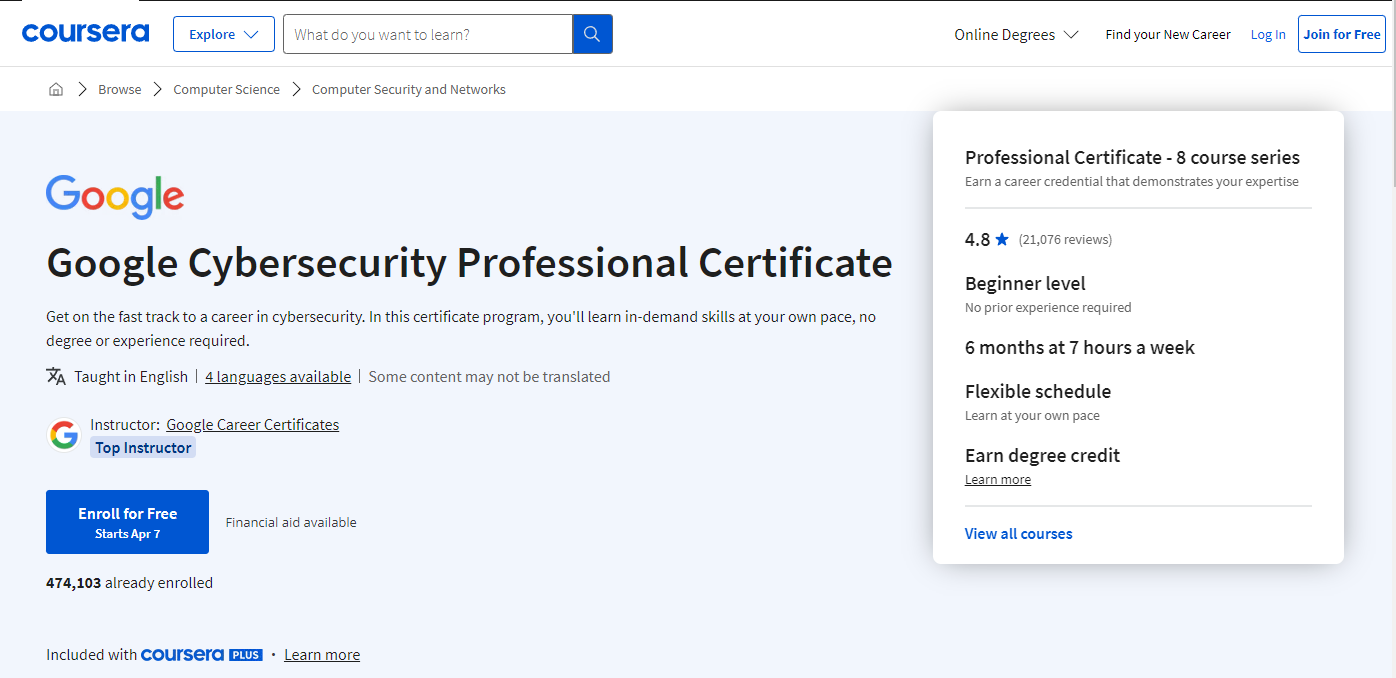 coursera
Explore
What do you want to learn?
Online Degrees
Find your New Career
Log In
Join for Free
Browse
Computer Science
Computer Security and Networks
Google
Google Cybersecurity Professional Certificate
Get on the fast track to a career in cybersecurity. In this certificate program, you'll learn in-demand skills at your own pace, no
degree or experience required.
Taught in English | 4 languages available | Some content may not be translated
G
Instructor: Google Career Certificates
Top Instructor
Enroll for Free
Starts Apr 7
Financial aid available
474,103 already enrolled
Included with coursera PLUS • Learn more
Professional Certificate - 8 course series
Earn a career credential that demonstrates your expertise
4.8 ★ (21,076 reviews)
Beginner level
No prior experience required
6 months at 7 hours a week
Flexible schedule
Learn at your own pace
Earn degree credit
Learn more
View all courses